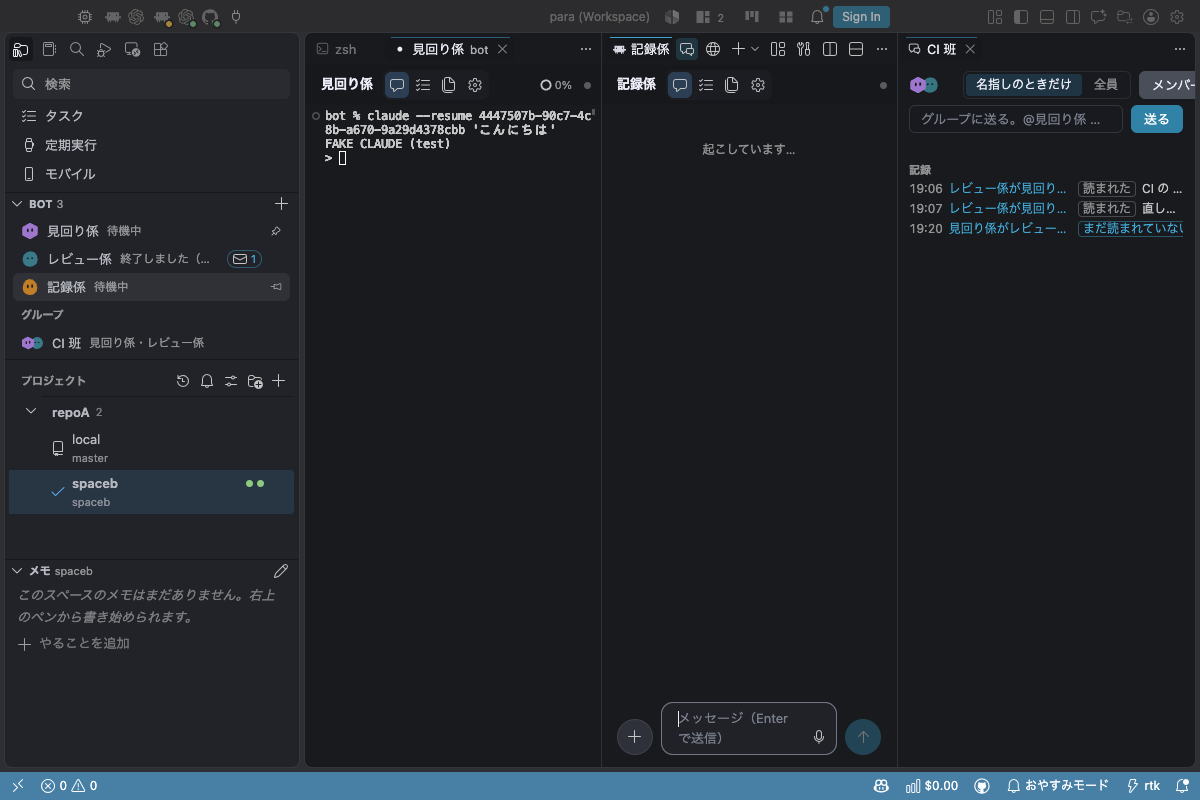 para (Workspace)
2
Sign In
検索
タスク
定期実行
モバイル
BOT 3
見回り係 待機中
レビュー係 終了しました (... 1
記録係 待機中
グループ
CI 班 見回り係・レビュー係
プロジェクト
repoA 2
local
master
spaceb
spaceb
メモ spaceb
このスペースのメモはまだありません。右上
のペンから書き始められます。
やることを追加
zsh
見回り係 bot
見回り係
0%
bot % claude --resume 4447507b-90c7-4c
8b-a670-9a29d4378cbb 'こんにちは'
FAKE CLAUDE (test)
>
記録係
記録係
起こしています...
メッセージ（Enter
で送信）
CI 班
名指しのときだけ 全員 メンバー
グループに送る。@見回り係 ...
送る
記録
19:06 レビュー係が見回り... 読まれた CI の ...
19:07 レビュー係が見回り... 読まれた 直し...
19:20 見回り係がレビュー... まだ読まれていない
0 0
$0.00
おやすみモード
rtk